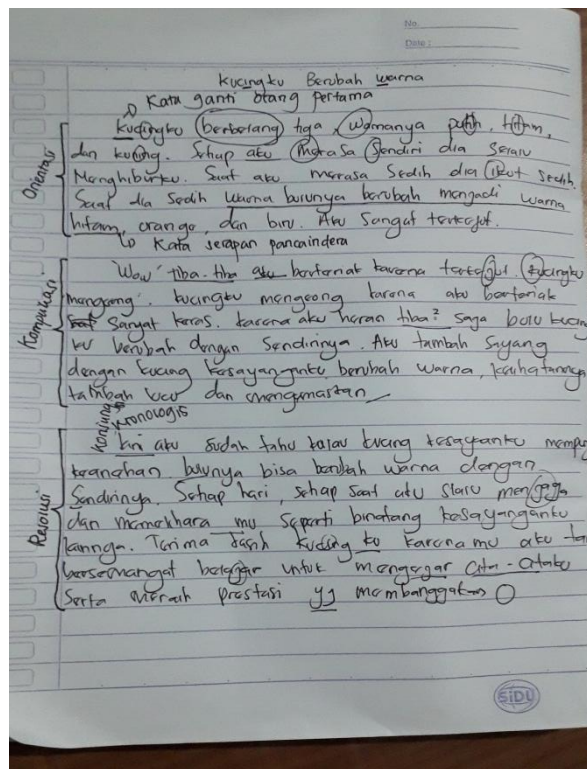 No.
Date :
Kucingku Berubah warna
Kata ganti orang pertama
Kucingku berbelang tiga, Warnanya putih, hitam,
dan kuning. Setiap aku merasa Sendiri dia Selalu
Menghiburku. Saat aku merasa Sedih dia ikut Sedih.
Saat dia Sedih warna bulunya berubah menjadi warna
hitam, orange, dan biru. Aku Sangat terkejut.
Kata serapan pancaindera
"Wow" tiba-tiba aku berteriak karena terkejut. Kucingku
mengeong. Kucingku mengeong karena aku berteriak
Sangat keras. Karena aku heran tiba² saja bulu kucing
ku berubah dengan Sendirinya. Aku tambah Sayang
dengan kucing kesayanganku berubah warna,
tambah lucu dan menggemaskan
Konjungsi
kronologis
Kini aku Sudah tahu kalau kucing
bulunya bisa berubah warna dengan
Sendirinya. Setiap hari, setiap saat aku Slalu menjaga
dan memelihara mu Seperti binatang kesayanganku
lainnya. Terima kasih kucing ku karena mu aku
bersemangat belajar untuk mengejar cita-citaku
Serta meraih prestasi yg membanggakan
Orientasi
Komplikasi
Resolusi
SiDU